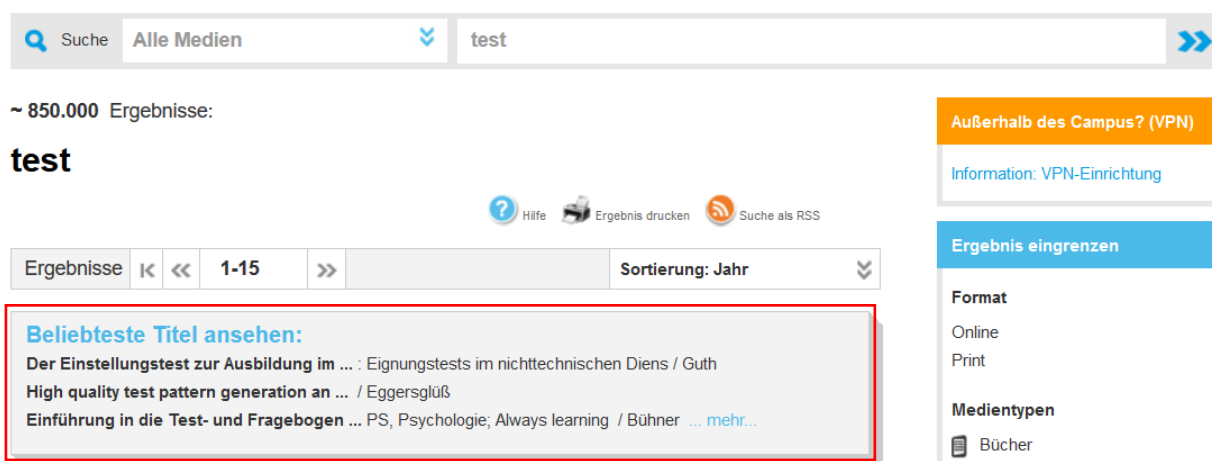 Suche Alle Medien test
~ 850.000 Ergebnisse:
test
Hilfe Ergebnis drucken Suche als RSS
Ergebnisse 1-15 Sortierung: Jahr
Beliebteste Titel ansehen:
Der Einstellungstest zur Ausbildung im ... : Eignungstests im nichttechnischen Diens / Guth
High quality test pattern generation an ... / Eggersglüß
Einführung in die Test- und Fragebogen ... PS, Psychologie; Always learning / Bühner ... mehr...
Außerhalb des Campus? (VPN)
Information: VPN-Einrichtung
Ergebnis eingrenzen
Format
Online
Print
Medientypen
Bücher